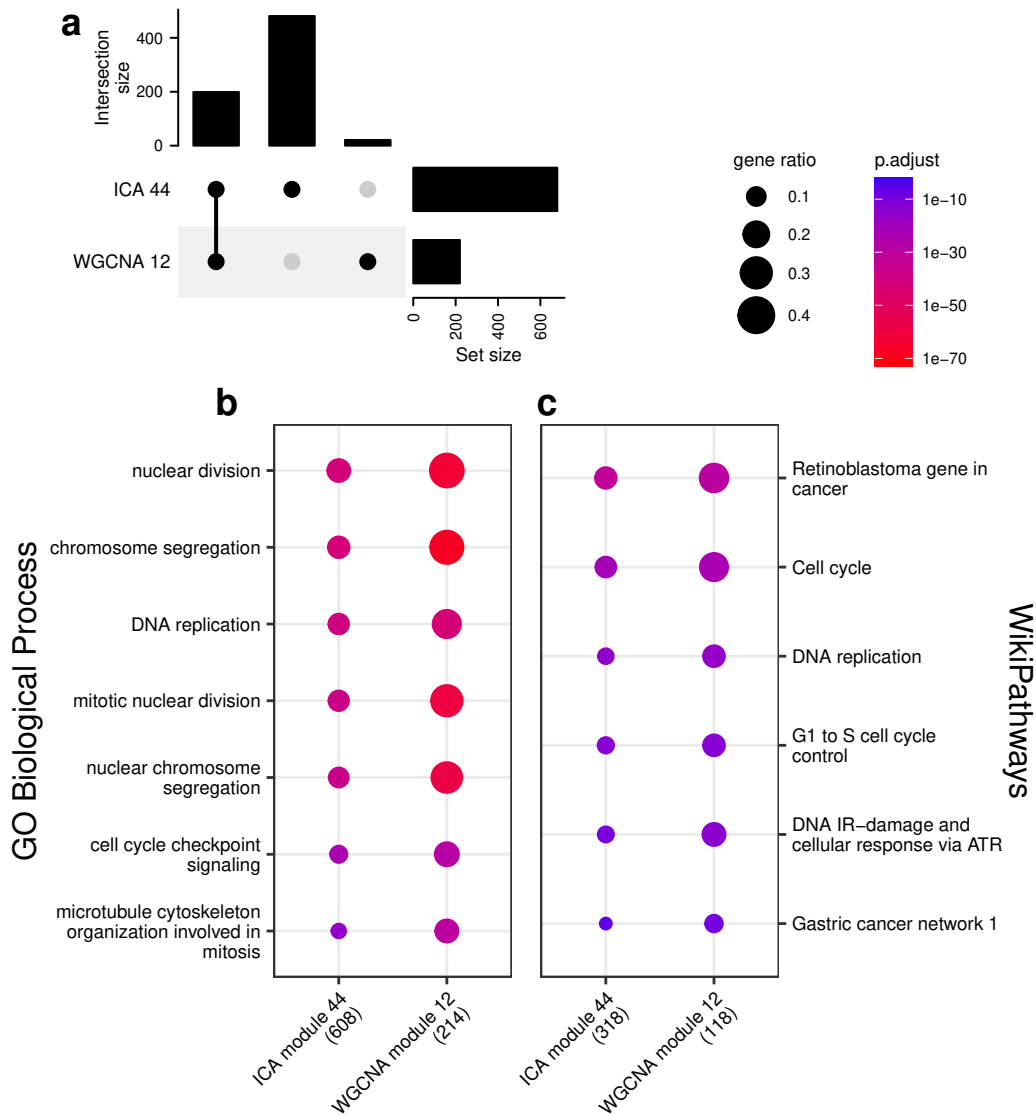 a
Intersection
size
400
200
0
ICA 44
WGCNA 12
0
200
400
600
Set size
gene ratio
0.1
0.2
0.3
0.4
p.adjust
1e−10
1e−30
1e−50
1e−70
b
GO Biological Process
nuclear division
chromosome segregation
DNA replication
mitotic nuclear division
nuclear chromosome
segregation
cell cycle checkpoint
signaling
microtubule cytoskeleton
organization involved in
mitosis
ICA module 44
(608)
WGCNA module 12
(214)
c
Retinoblastoma gene in
cancer
Cell cycle
DNA replication
G1 to S cell cycle
control
DNA IR−damage and
cellular response via ATR
Gastric cancer network 1
WikiPathways
ICA module 44
(318)
WGCNA module 12
(118)